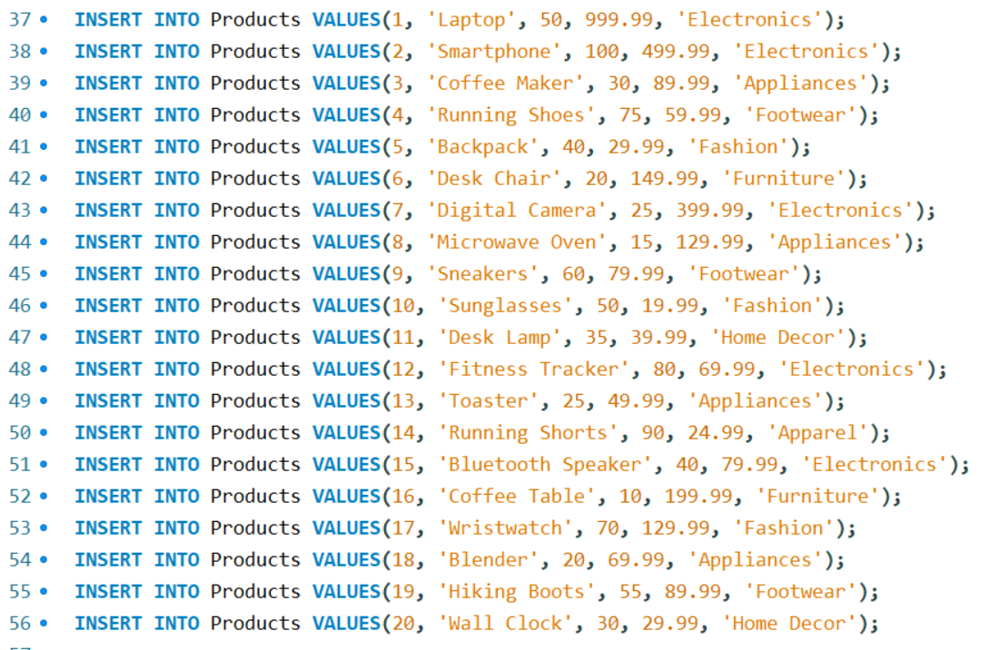 37 INSERT INTO Products VALUES(1, 'Laptop', 50, 999.99, 'Electronics');
38 INSERT INTO Products VALUES(2, 'Smartphone', 100, 499.99, 'Electronics');
39 INSERT INTO Products VALUES(3, 'Coffee Maker', 30, 89.99, 'Appliances');
40 INSERT INTO Products VALUES(4, 'Running Shoes', 75, 59.99, 'Footwear');
41 INSERT INTO Products VALUES(5, 'Backpack', 40, 29.99, 'Fashion');
42 INSERT INTO Products VALUES(6, 'Desk Chair', 20, 149.99, 'Furniture');
43 INSERT INTO Products VALUES(7, 'Digital Camera', 25, 399.99, 'Electronics');
44 INSERT INTO Products VALUES(8, 'Microwave Oven', 15, 129.99, 'Appliances');
45 INSERT INTO Products VALUES(9, 'Sneakers', 60, 79.99, 'Footwear');
46 INSERT INTO Products VALUES(10, 'Sunglasses', 50, 19.99, 'Fashion');
47 INSERT INTO Products VALUES(11, 'Desk Lamp', 35, 39.99, 'Home Decor');
48 INSERT INTO Products VALUES(12, 'Fitness Tracker', 80, 69.99, 'Electronics');
49 INSERT INTO Products VALUES(13, 'Toaster', 25, 49.99, 'Appliances');
50 INSERT INTO Products VALUES(14, 'Running Shorts', 90, 24.99, 'Apparel');
51 INSERT INTO Products VALUES(15, 'Bluetooth Speaker', 40, 79.99, 'Electronics');
52 INSERT INTO Products VALUES(16, 'Coffee Table', 10, 199.99, 'Furniture');
53 INSERT INTO Products VALUES(17, 'Wristwatch', 70, 129.99, 'Fashion');
54 INSERT INTO Products VALUES(18, 'Blender', 20, 69.99, 'Appliances');
55 INSERT INTO Products VALUES(19, 'Hiking Boots', 55, 89.99, 'Footwear');
56 INSERT INTO Products VALUES(20, 'Wall Clock', 30, 29.99, 'Home Decor');